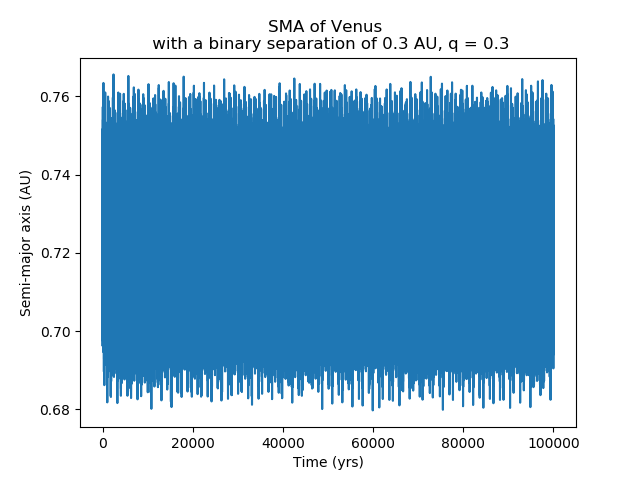 SMA of Venus
with a binary separation of 0.3 AU, q = 0.3
0.76
0.74
0.72
0.70
0.68
Semi-major axis (AU)
0 20000 40000 60000 80000 100000
Time (yrs)